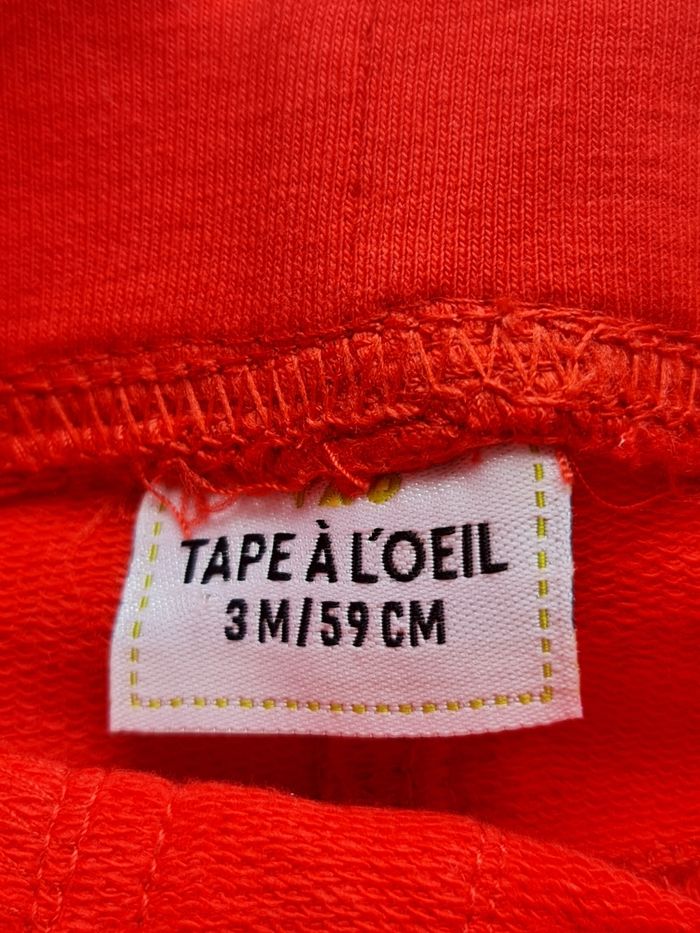 TAPE À L'OEIL
3 M/59 CM